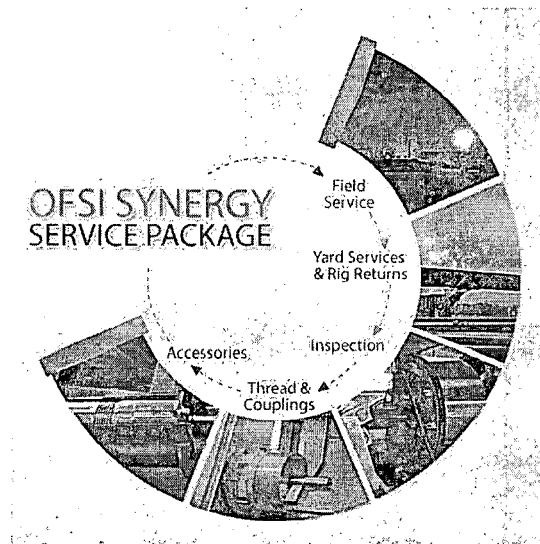 OFSI SYNERGY
SERVICE PACKAGE
Field
Service
Yard Services
& Rig Returns
Inspection
Thread &
Couplings
Accessories